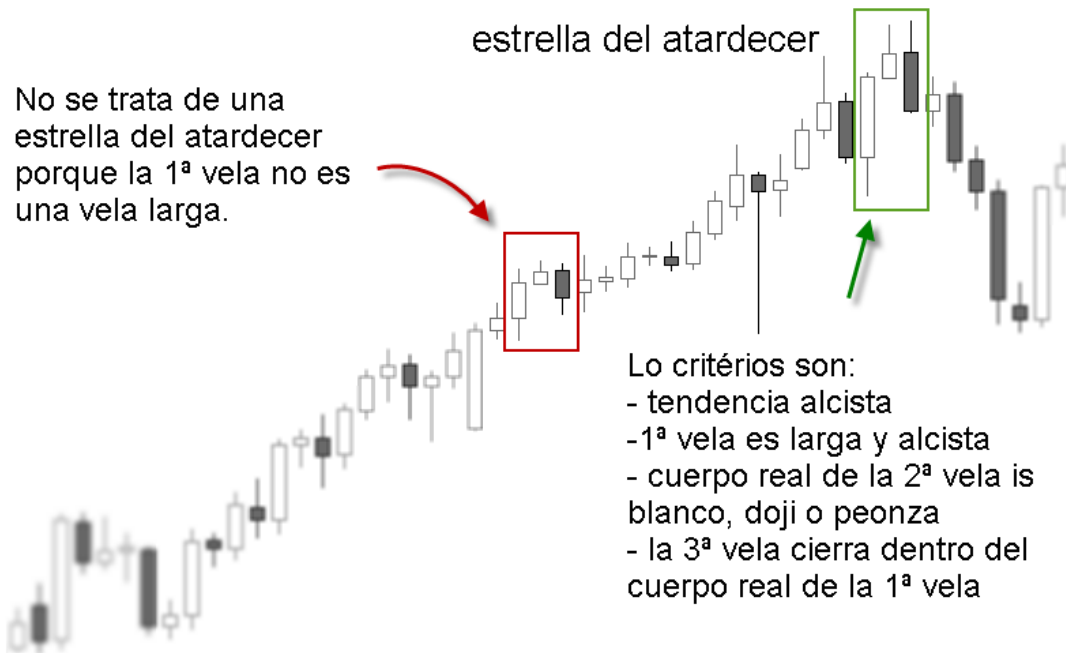 estrella del atardecer
No se trata de una
estrella del atardecer
porque la 1ª vela no es
una vela larga.
Lo critérios son:
- tendencia alcista
-1ª vela es larga y alcista
- cuerpo real de la 2ª vela is
blanco, doji o peonza
- la 3ª vela cierra dentro del
cuerpo real de la 1ª vela